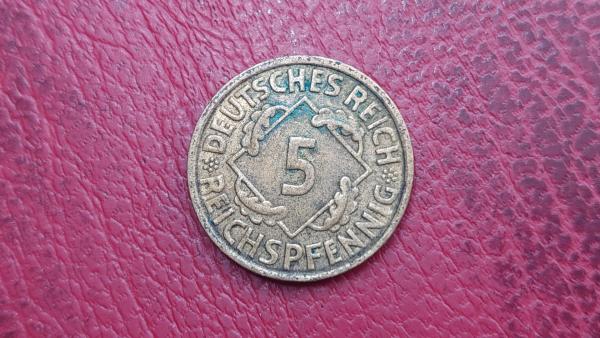 DEUTSCHES REICH
5
REICHSPFENNIG